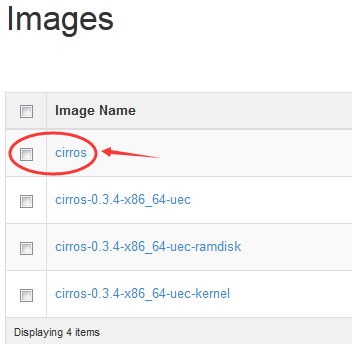 Images
Image Name
cirros
cirros-0.3.4-x86_64-uec
cirros-0.3.4-x86_64-uec-ramdisk
cirros-0.3.4-x86_64-uec-kernel
Displaying 4 items